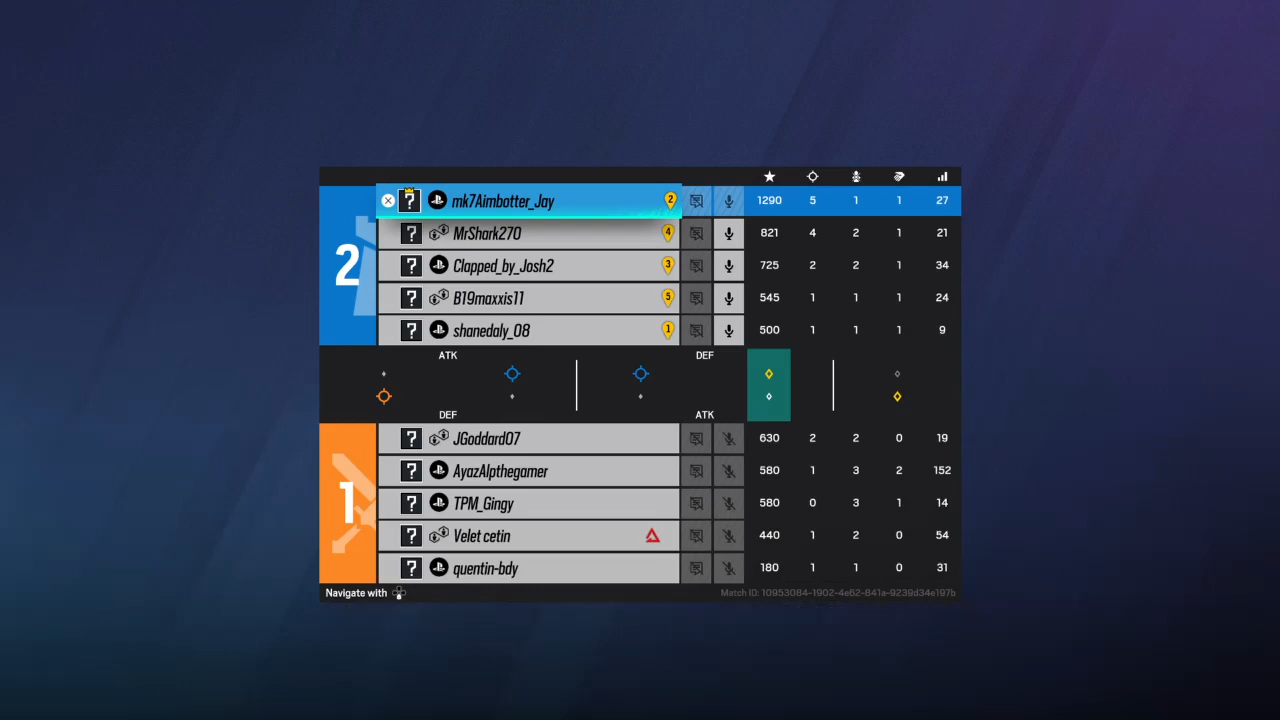 2 mk7Aimbotter_Jay 2 1290 5 1 1 27
MrShark270 4 821 4 2 1 21
Clapped_by_Josh2 3 725 2 2 1 34
B19maxxis11 5 545 1 1 1 24
shanedaly_08 1 500 1 1 1 9
ATK DEF
DEF ATK
1 JGoddard07 630 2 2 0 19
AyazAlpthegamer 580 1 3 2 152
TPM_Gingy 580 0 3 1 14
Velet cetin 440 1 2 0 54
quentin-bdy 180 1 1 0 31
Navigate with Match ID: 10953084-1902-4e62-841a-9239d34e197b